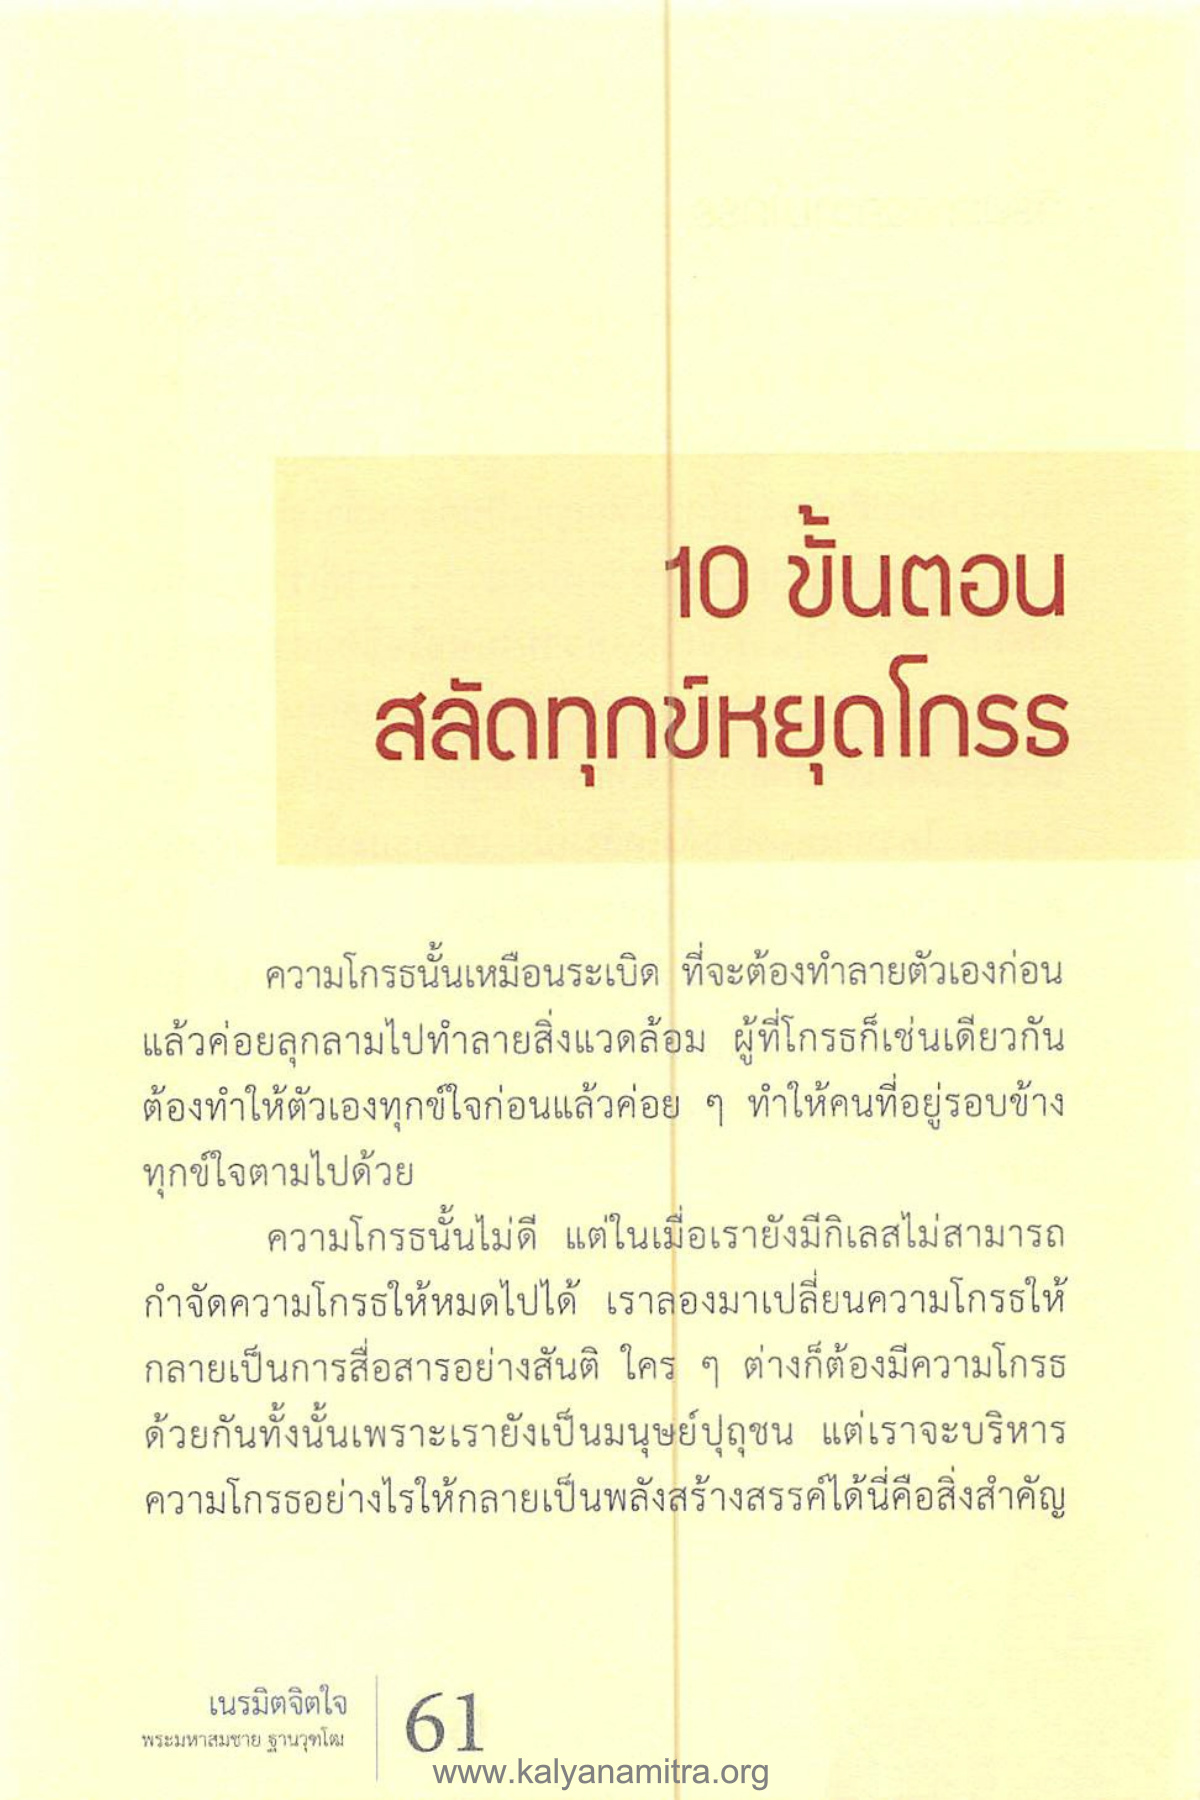 10 ขั้นตอน
สลัดทุกข์หยุดโกรธ
ความโกรธนั้นเหมือนระเบิด ที่จะต้องทำลายตัวเองก่อน
แล้วค่อยลุกลามไปทำลายสิ่งแวดล้อม ผู้ที่โกรธก็เช่นเดียวกัน
ต้องทำให้ตัวเองทุกข์ใจก่อนแล้วค่อย ๆ ทำให้คนที่อยู่รอบข้าง
ทุกข์ใจตามไปด้วย
ความโกรธนั้นไม่ดี แต่ในเมื่อเรายังมีกิเลสไม่สามารถ
กำจัดความโกรธให้หมดไปได้ เราลองมาเปลี่ยนความโกรธให้
กลายเป็นการสื่อสารอย่างสันติ ใคร ๆ ต่างก็ต้องมีความโกรธ
ด้วยกันทั้งนั้นเพราะเรายังเป็นมนุษย์ปุถุชน แต่เราจะบริหาร
ความโกรธอย่างไรให้กลายเป็นพลังสร้างสรรค์ได้นี่คือสิ่งสำคัญ
เนรมิตจิตใจ
พระมหาสมชาย ฐานวุฑฺโฒ
61
www.kalyanamitra.org